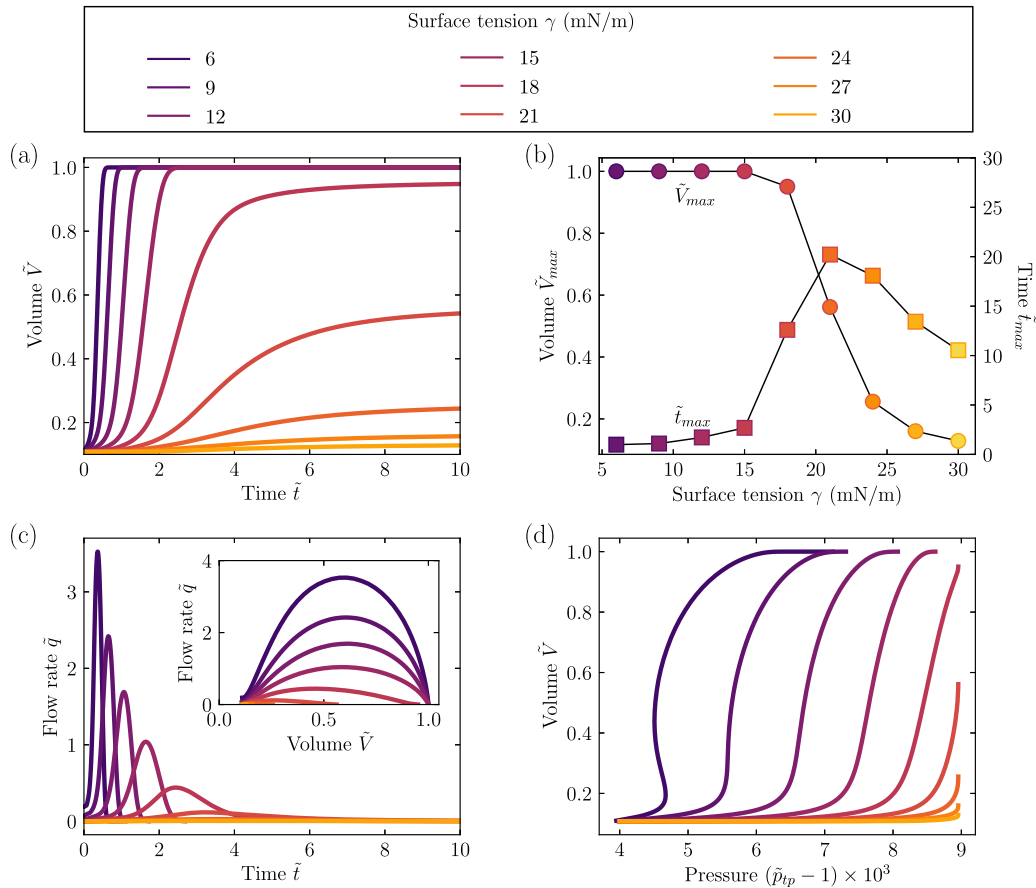 Surface tension γ (mN/m)
6 15 24
9 18 27
12 21 30
(a)
Volume Ṽ
1.0
0.8
0.6
0.4
0.2
0 2 4 6 8 10
Time t̃
(b)
Volume Ṽmax
1.0
0.8
0.6
0.4
0.2
Ṽmax
t̃max
30
25
20
15
10
5
0
Time t̃max
5 10 15 20 25 30
Surface tension γ (mN/m)
(c)
Flow rate q̃
3
2
1
0
0 2 4 6 8 10
Time t̃
Flow rate q̃
4
2
0
0.0 0.5 1.0
Volume Ṽ
(d)
Volume Ṽ
1.0
0.8
0.6
0.4
0.2
4 5 6 7 8 9
Pressure (p̃tp − 1) × 10³